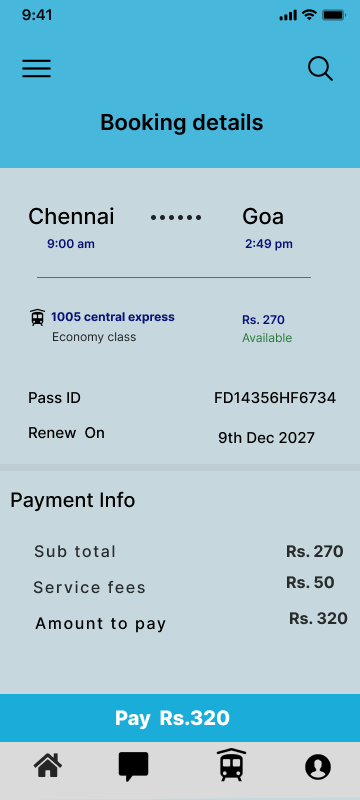 9:41
Booking details
Chennai Goa
9:00 am 2:49 pm
1005 central express Rs. 270
Economy class Available
Pass ID FD14356HF6734
Renew On 9th Dec 2027
Payment Info
Sub total Rs. 270
Service fees Rs. 50
Amount to pay Rs. 320
Pay Rs.320